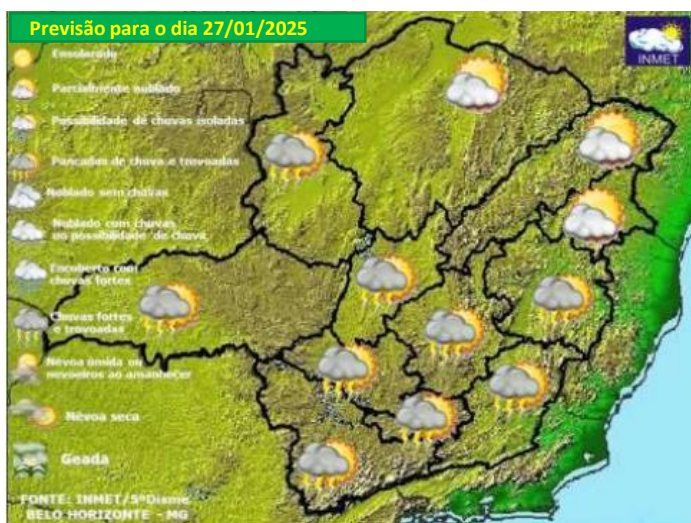 Previsão para o dia 27/01/2025
INMET
Ensolarado
Parcialmente nublado
Possibilidade de chuvas isoladas
Pancadas de chuva e trovoadas
Nublado sem chuvas
Nublado com chuvas
ou possibilidade de chuva
Encoberto com
chuvas fortes
Chuvas fortes
e trovoadas
Névoa úmida ou
nevoeiros ao amanhecer
Névoa seca
Geada
FONTE: INMET/5ºDisme
BELO HORIZONTE - MG